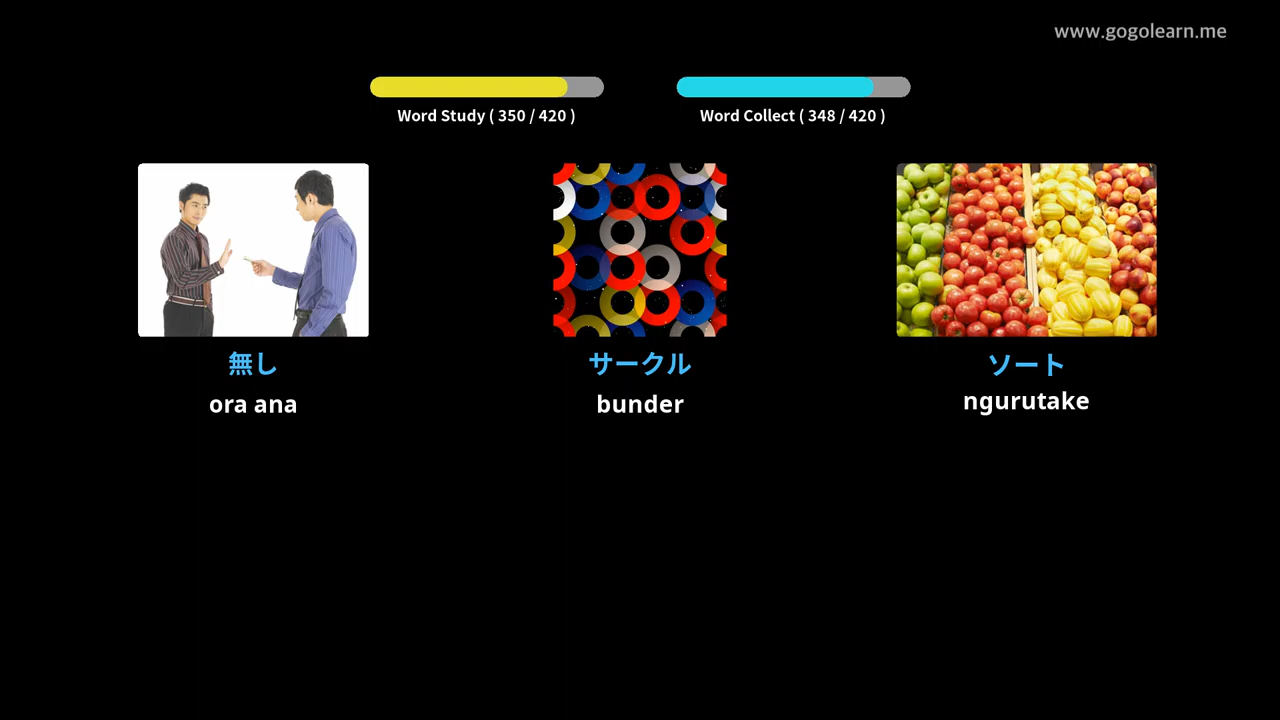 www.gogolearn.me
Word Study ( 350 / 420 )
Word Collect ( 348 / 420 )
無し
サークル
ソート
ora ana
bunder
ngurutake